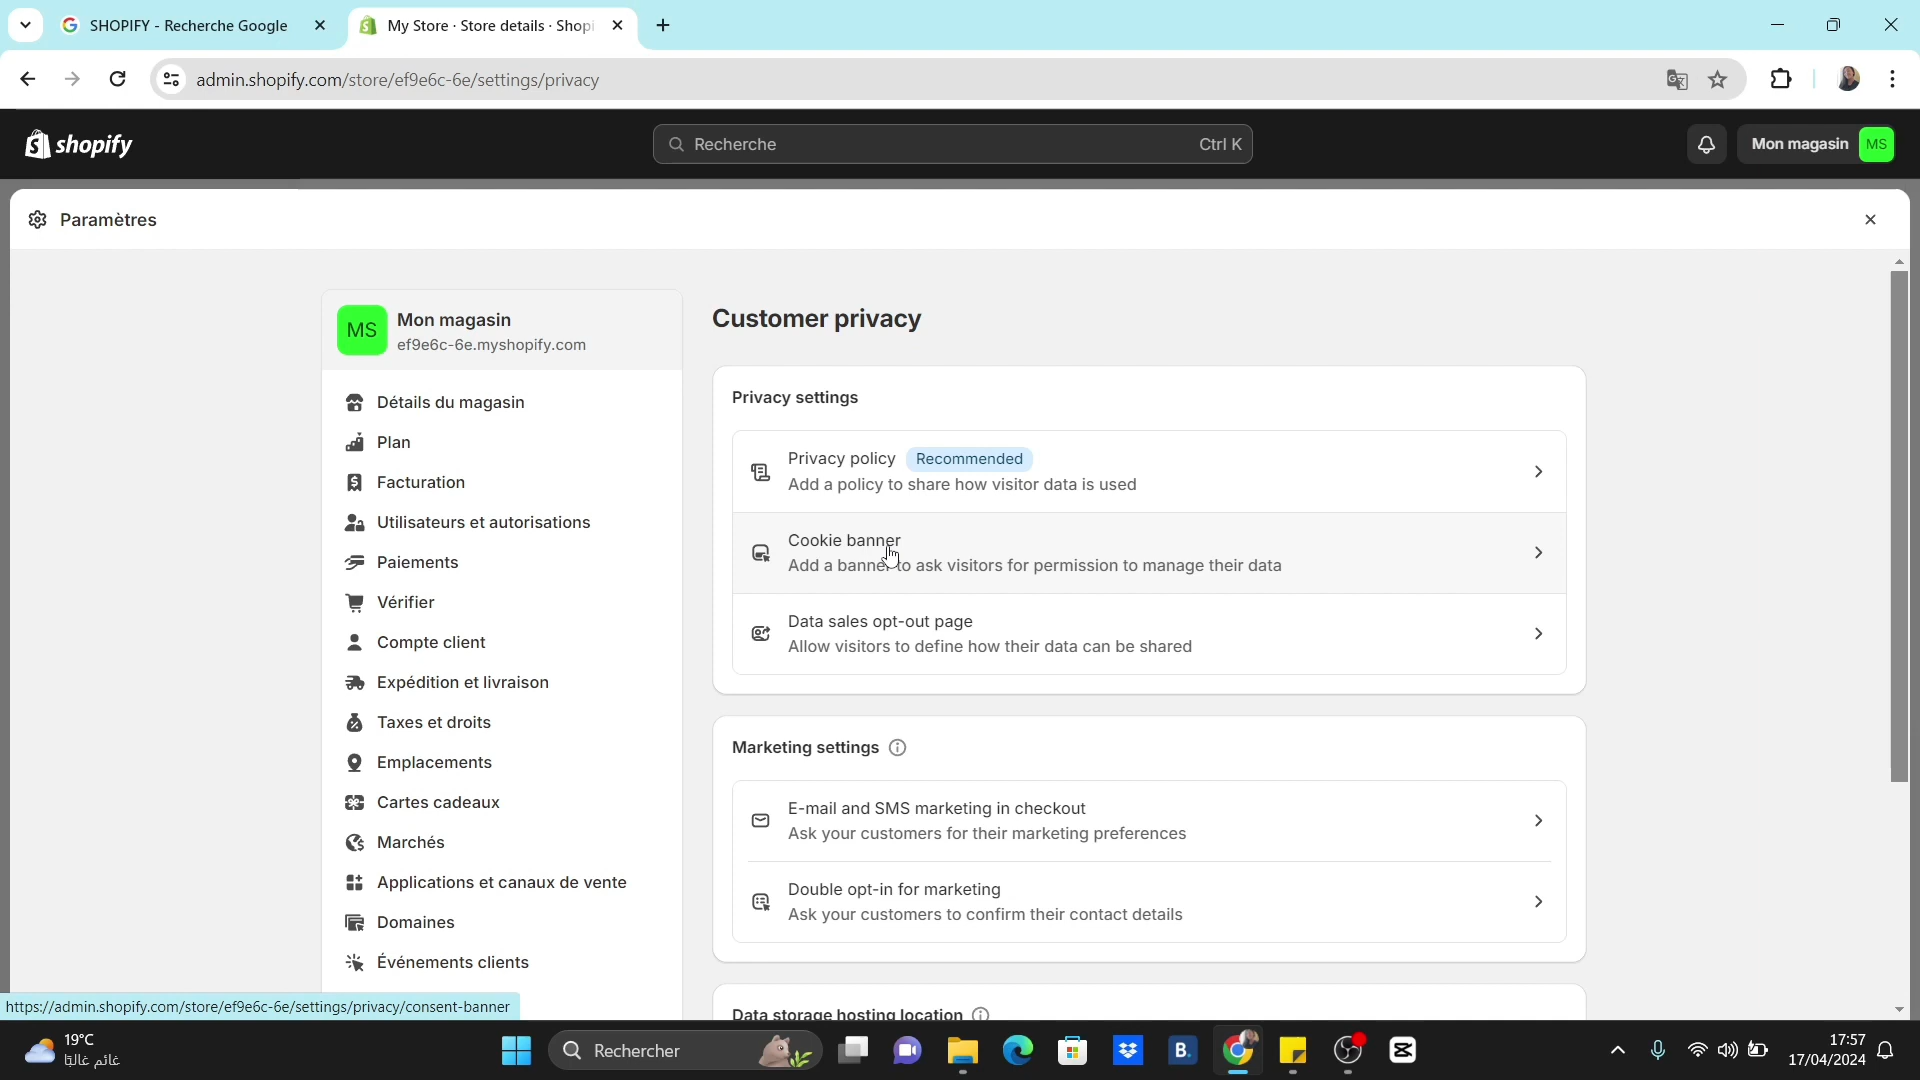 SHOPIFY - Recherche Google
My Store · Store details · Shopi
admin.shopify.com/store/ef9e6c-6e/settings/privacy
shopify
Recherche
Ctrl K
Mon magasin
MS
Paramètres
MS
Mon magasin
ef9e6c-6e.myshopify.com
Détails du magasin
Plan
Facturation
Utilisateurs et autorisations
Paiements
Vérifier
Compte client
Expédition et livraison
Taxes et droits
Emplacements
Cartes cadeaux
Marchés
Applications et canaux de vente
Domaines
Événements clients
Customer privacy
Privacy settings
Privacy policy Recommended
Add a policy to share how visitor data is used
Cookie banner
Add a banner to ask visitors for permission to manage their data
Data sales opt-out page
Allow visitors to define how their data can be shared
Marketing settings
E-mail and SMS marketing in checkout
Ask your customers for their marketing preferences
Double opt-in for marketing
Ask your customers to confirm their contact details
Data storage hosting location
https://admin.shopify.com/store/ef9e6c-6e/settings/privacy/consent-banner
19°C
غائم غالبًا
Rechercher
B.
17:57
17/04/2024